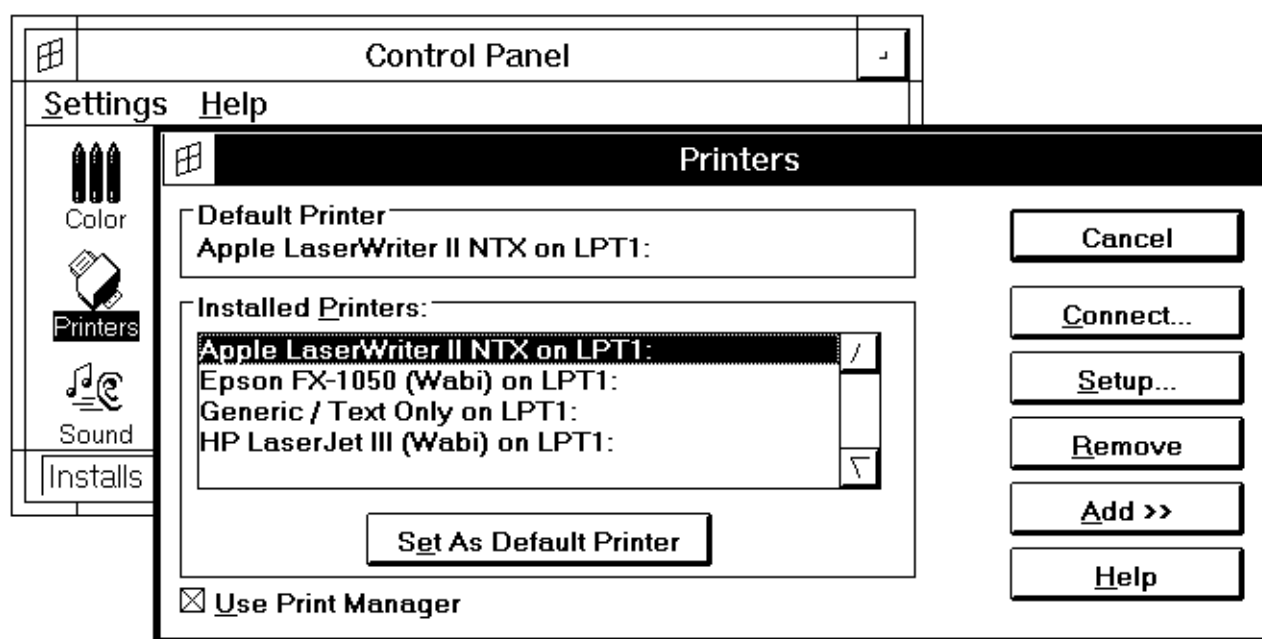 Control Panel
Settings Help
Color
Printers
Sound
Installs
Printers
Default Printer
Apple LaserWriter II NTX on LPT1:
Installed Printers:
Apple LaserWriter II NTX on LPT1:
Epson FX-1050 (Wabi) on LPT1:
Generic / Text Only on LPT1:
HP LaserJet III (Wabi) on LPT1:
Set As Default Printer
Use Print Manager
Cancel
Connect...
Setup...
Remove
Add >>
Help